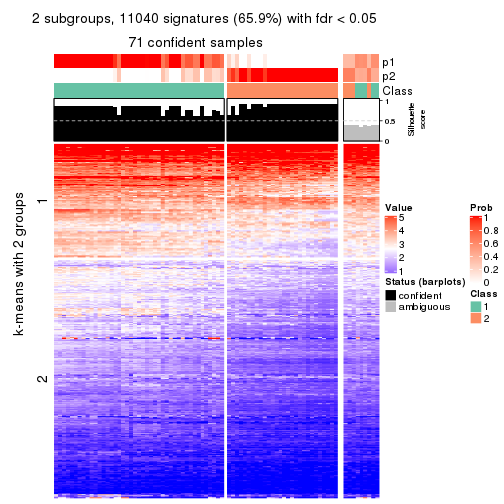 2 subgroups, 11040 signatures (65.9%) with fdr < 0.05
71 confident samples
p1
p2
Class
1
0.5
0
Silhouette
score
k-means with 2 groups
1
2
Value
5
4
3
2
1
Status (barplots)
confident
ambiguous
Prob
1
0.8
0.6
0.4
0.2
0
Class
1
2